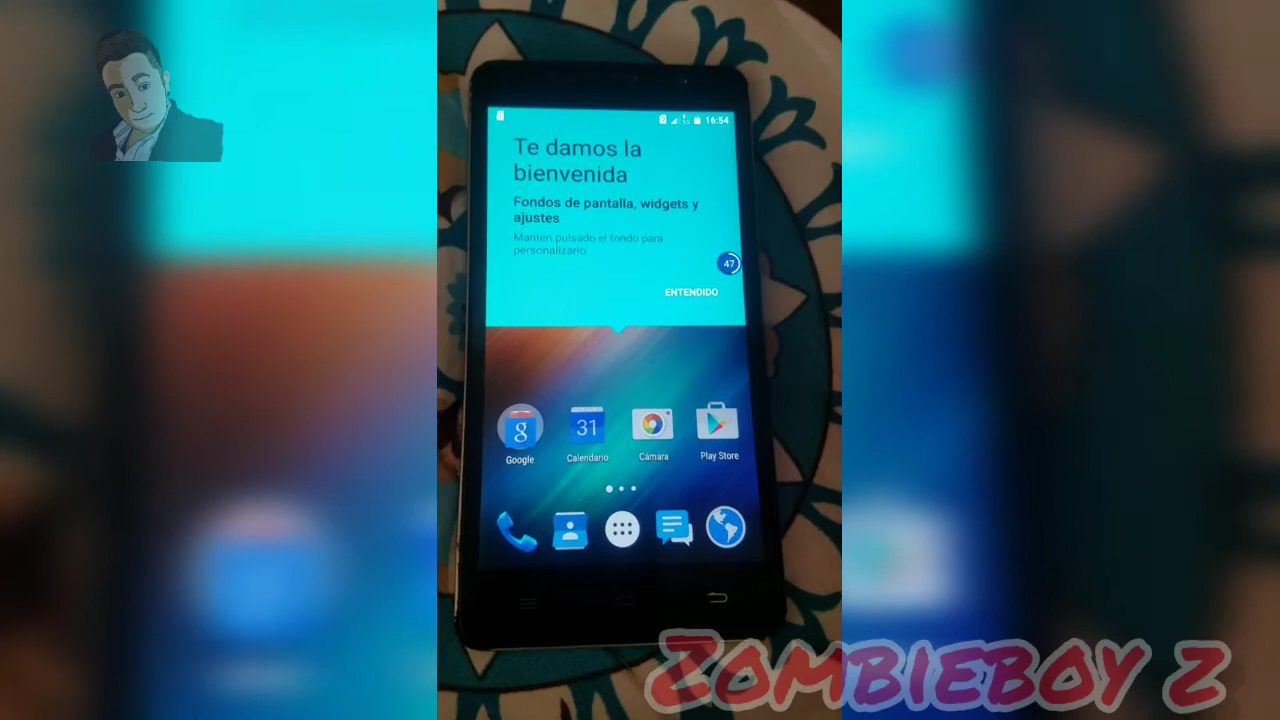 16:54
Te damos la
bienvenida
Fondos de pantalla, widgets y
ajustes
Mantén pulsado el fondo para
personalizarlo
47
ENTENDIDO
g
31
Google
Calendario
Cámara
Play Store
ZOMBIEBOY Z